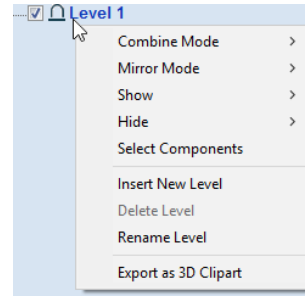 Level 1
Combine Mode
Mirror Mode
Show
Hide
Select Components
Insert New Level
Delete Level
Rename Level
Export as 3D Clipart